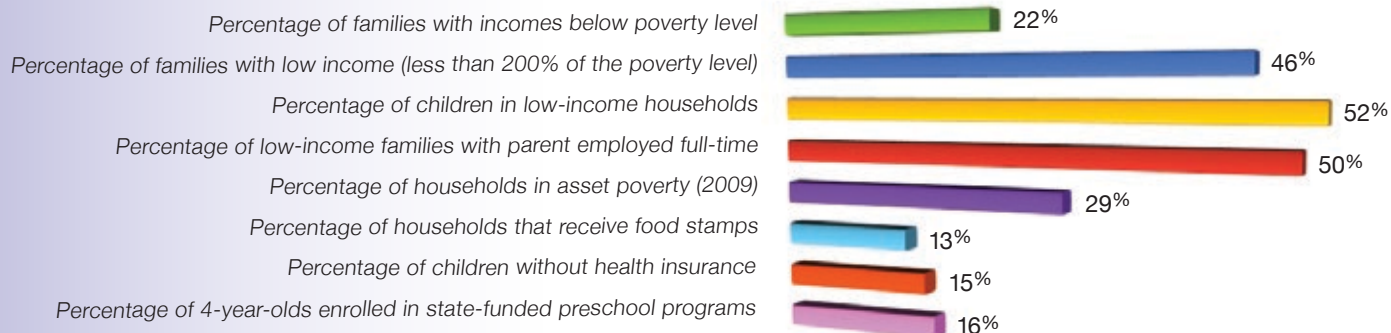 Percentage of families with incomes below poverty level 22%
Percentage of families with low income (less than 200% of the poverty level) 46%
Percentage of children in low-income households 52%
Percentage of low-income families with parent employed full-time 50%
Percentage of households in asset poverty (2009) 29%
Percentage of households that receive food stamps 13%
Percentage of children without health insurance 15%
Percentage of 4-year-olds enrolled in state-funded preschool programs 16%